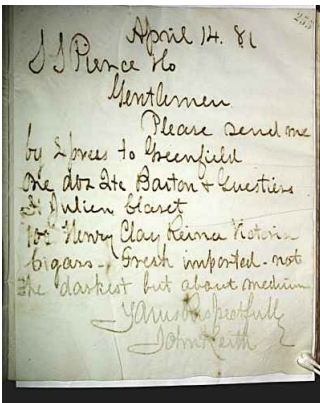 253
April 14. 81
S S Pierce & Co
Gentlemen
Please send me
by Express to Greenfield
One doz Qts Barton & Guestiers
St Julien Claret
100 Henry Clay Reina Victoria
Cigars - Fresh imported - not
the darkest but about medium
Yours Respectfully
John Keith